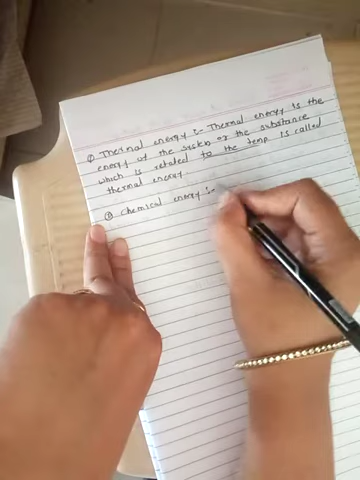 ① Thermal energy :- Thermal energy is the
energy of the system or the substance
which is related to the temp is called
thermal energy
② Chemical energy :-